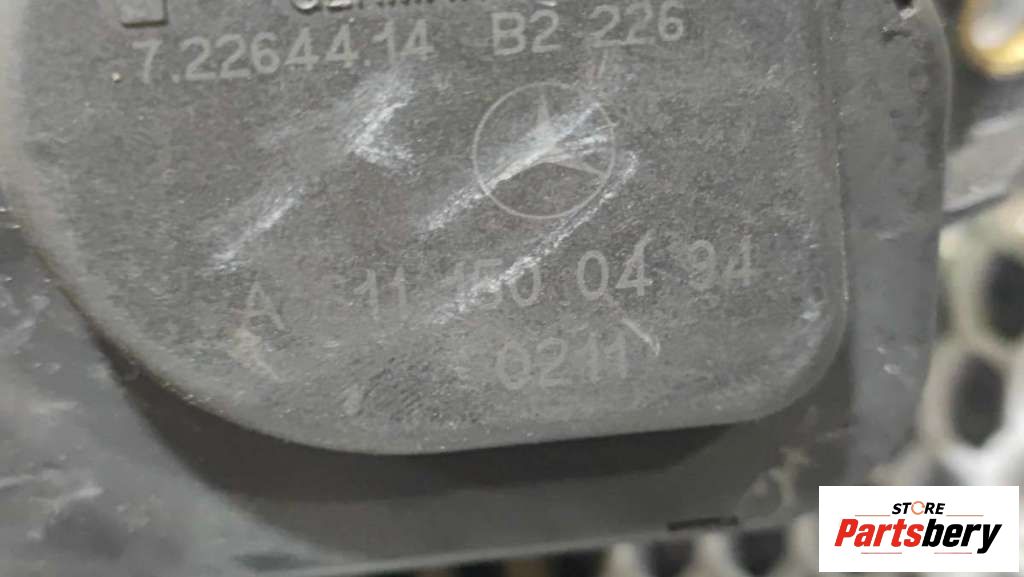 7.22644.14 B2 226
A 11 150 04 94
0211
STORE
Partsbery